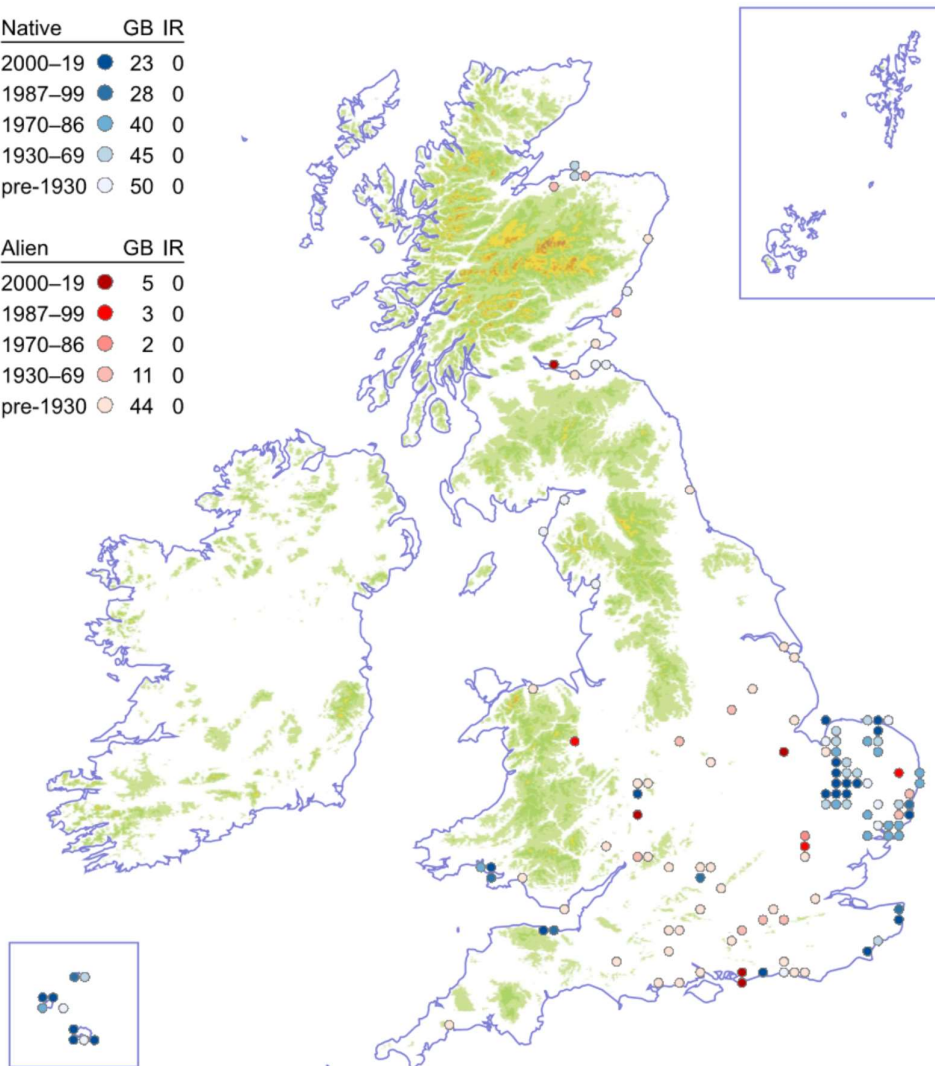 Native GB IR
2000–19 23 0
1987–99 28 0
1970–86 40 0
1930–69 45 0
pre-1930 50 0
Alien GB IR
2000–19 5 0
1987–99 3 0
1970–86 2 0
1930–69 11 0
pre-1930 44 0